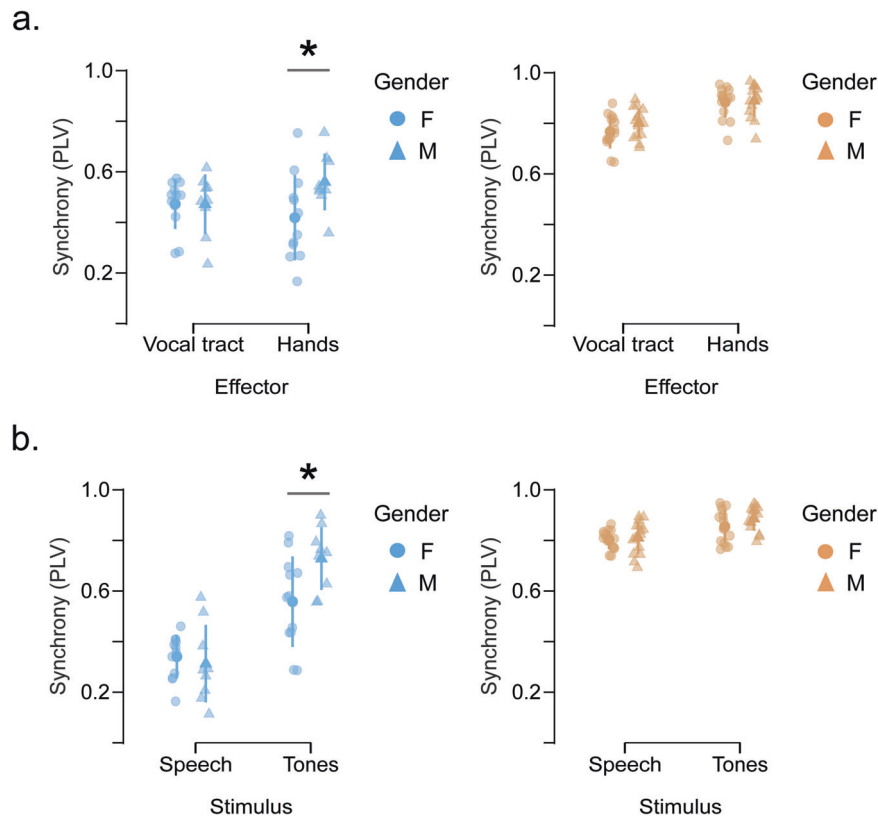 a.
*
1.0
0.6
0.2
Synchrony (PLV)
Vocal tract
Hands
Effector
Gender
F
M
1.0
0.6
0.2
Synchrony (PLV)
Vocal tract
Hands
Effector
Gender
F
M
b.
*
1.0
0.6
0.2
Synchrony (PLV)
Speech
Tones
Stimulus
Gender
F
M
1.0
0.6
0.2
Synchrony (PLV)
Speech
Tones
Stimulus
Gender
F
M